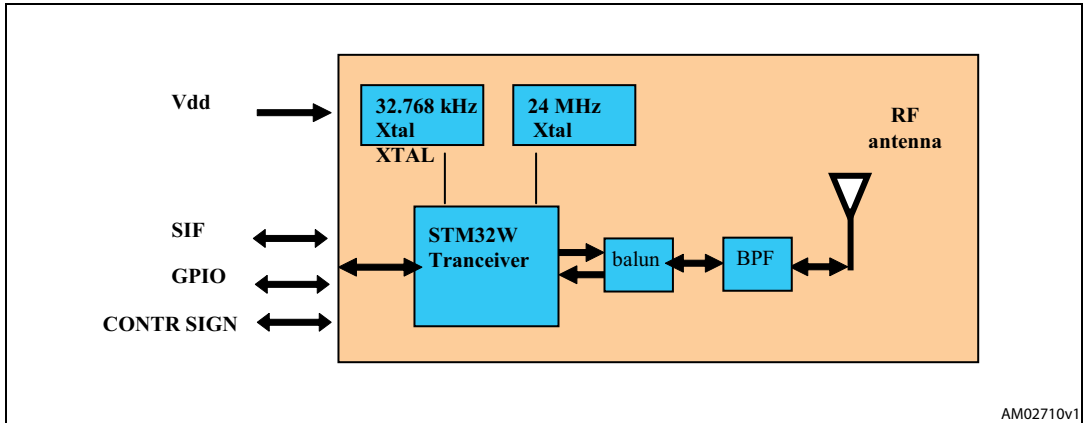 Vdd
32.768 kHz
Xtal
XTAL
24 MHz
Xtal
RF
antenna
SIF
GPIO
CONTR SIGN
STM32W
Tranceiver
balun
BPF
AM02710v1